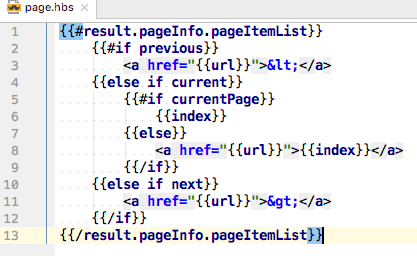 page.hbs
1 {{#result.pageInfo.pageItemList}}
2     {{#if previous}}
3         <a href="{{url}}">&lt;</a>
4     {{else if current}}
5         {{#if currentPage}}
6             {{index}}
7         {{else}}
8             <a href="{{url}}">{{index}}</a>
9         {{/if}}
10     {{else if next}}
11         <a href="{{url}}">&gt;</a>
12     {{/if}}
13 {{/result.pageInfo.pageItemList}}